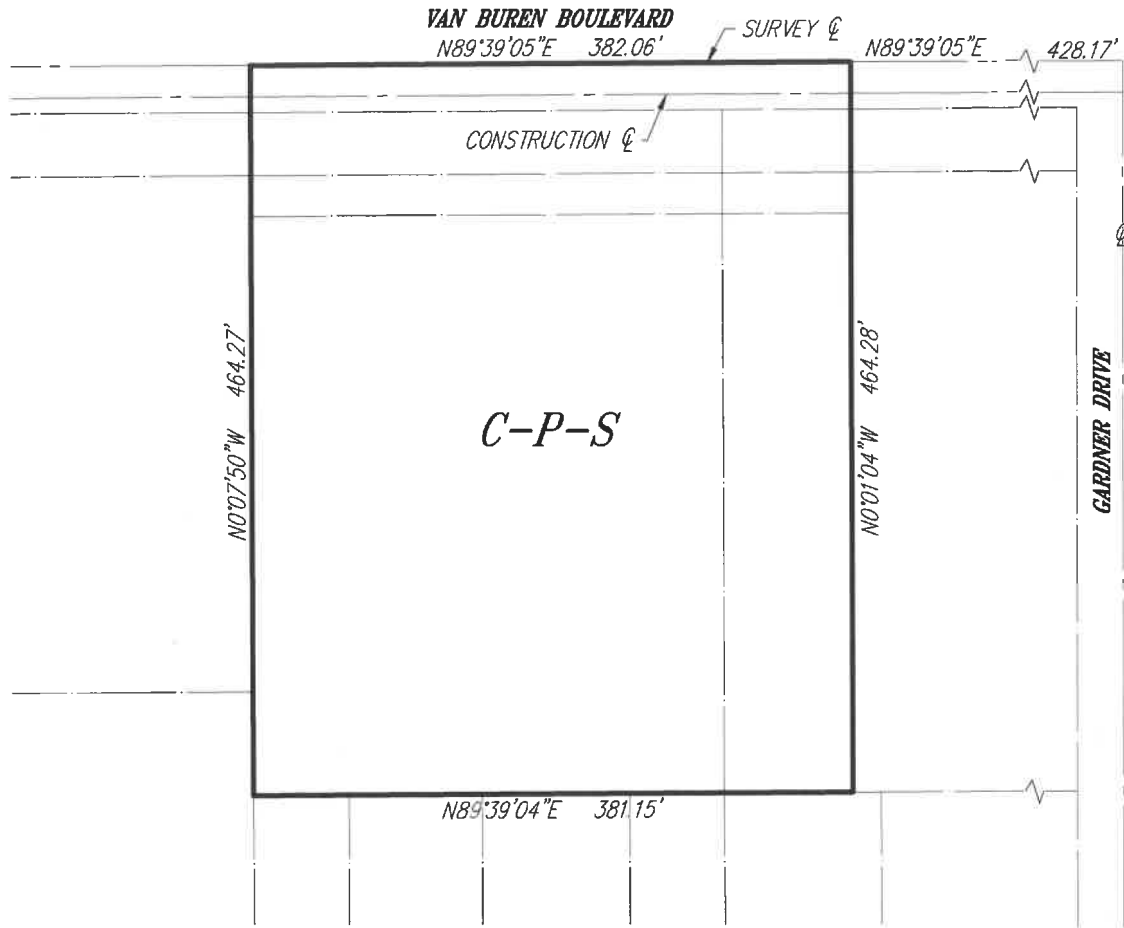 VAN BUREN BOULEVARD
N89°39'05"E 382.06'
SURVEY ℄
N89°39'05"E 428.17'
CONSTRUCTION ℄
℄
N0°07'50"W 464.27'
C-P-S
N0°01'04"W 464.28'
GARDNER DRIVE
N89°39'04"E 381.15'